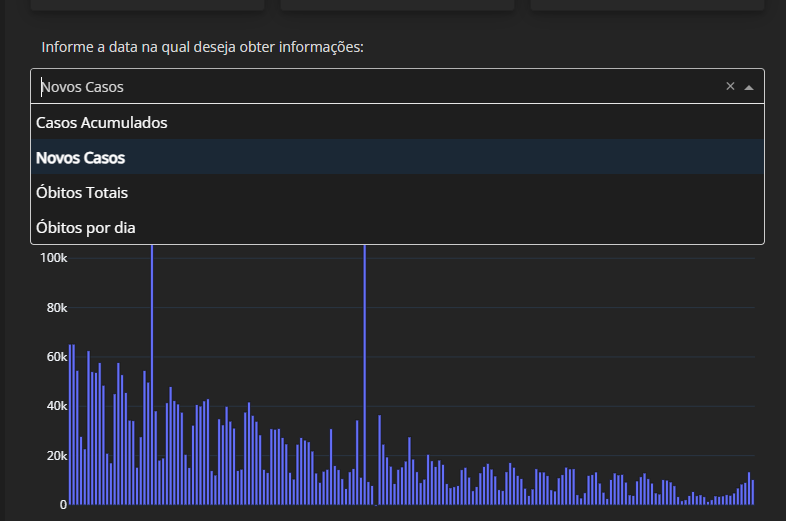 Informe a data na qual deseja obter informações:
Novos Casos
Casos Acumulados
Novos Casos
Óbitos Totais
Óbitos por dia
100k
80k
60k
40k
20k
0